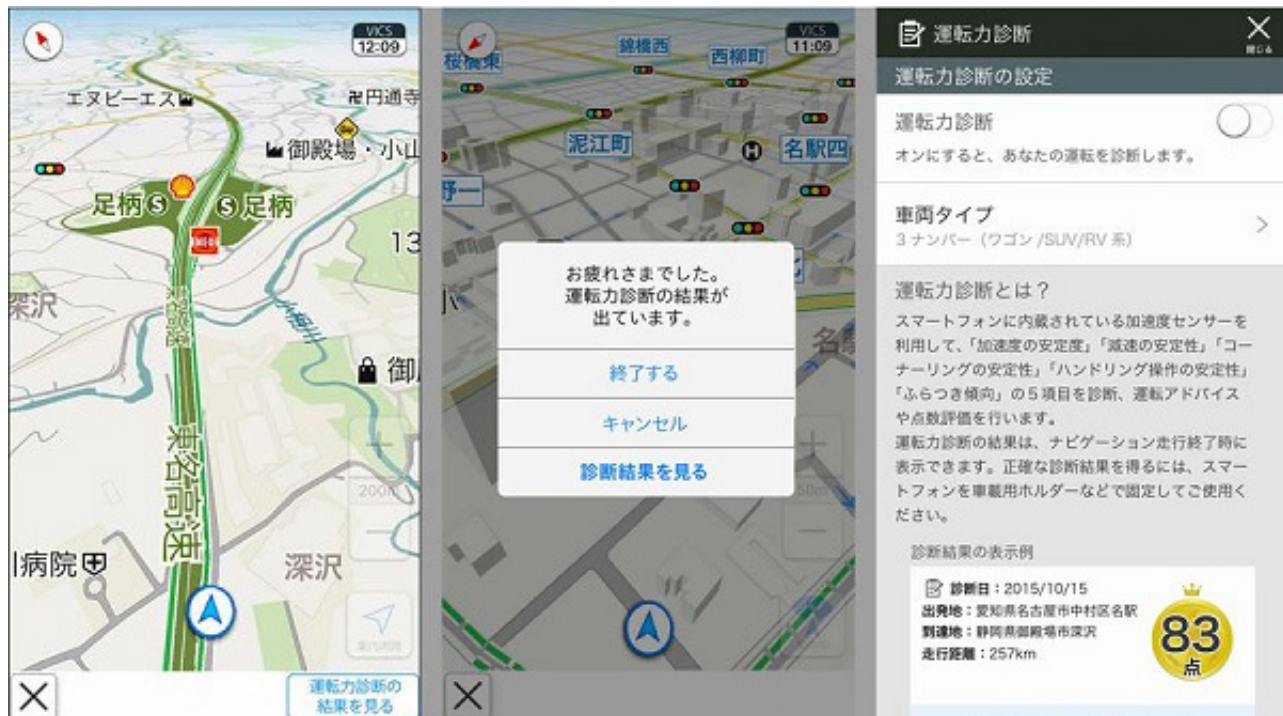 VICS
12:09
エヌビーエス
円通寺
御殿場・小山
足柄
S
S
足柄
13
深沢
東名高速
御
200m
東名高速
病院
深沢
運転力診断の
結果を見る
VICS
11:09
錦橋西
西柳町
桜橋東
泥江町
H
名駅四
野一
お疲れさまでした。
運転力診断の結果が
出ています。
終了する
キャンセル
診断結果を見る
名駅
50m
運転力診断
閉じる
運転力診断の設定
運転力診断
オンにすると、あなたの運転を診断します。
車両タイプ
3ナンバー（ワゴン/SUV/RV系）
運転力診断とは？
スマートフォンに内蔵されている加速度センサーを
利用して、「加速度の安定度」「減速の安定性」「コー
ナーリングの安定性」「ハンドリング操作の安定性」
「ふらつき傾向」の５項目を診断、運転アドバイス
や点数評価を行います。
運転力診断の結果は、ナビゲーション走行終了時に
表示できます。正確な診断結果を得るには、スマー
トフォンを車載用ホルダーなどで固定してご使用く
ださい。
診断結果の表示例
診断日：2015/10/15
出発地：愛知県名古屋市中村区名駅
到達地：静岡県御殿場市深沢
走行距離：257km
83
点